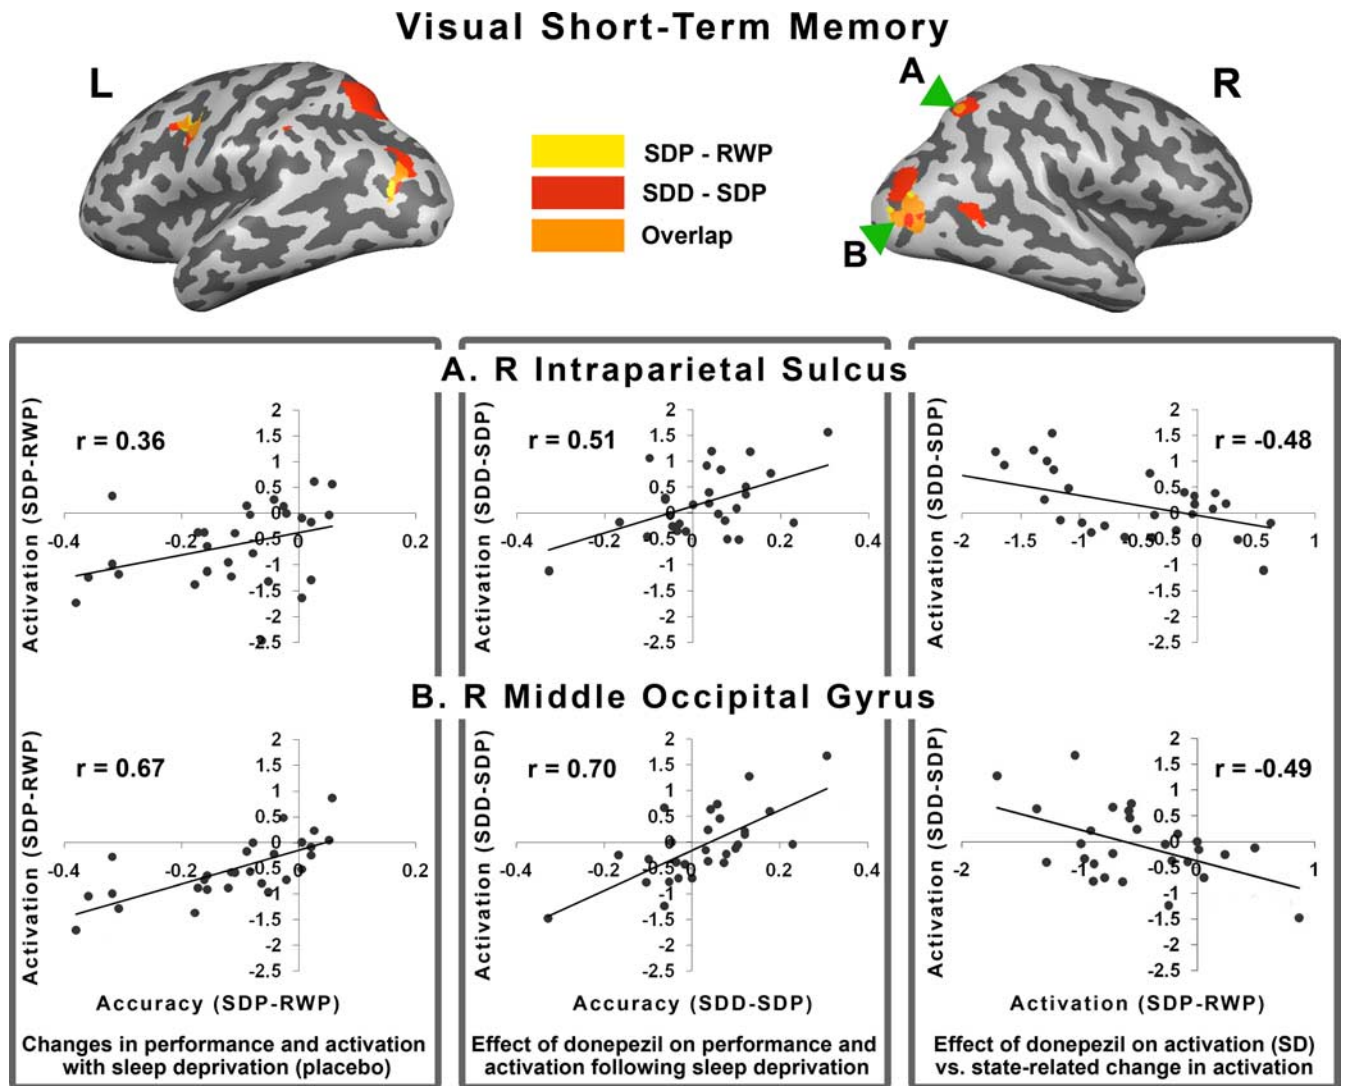 Visual Short-Term Memory
L
A
R
B
SDP - RWP
SDD - SDP
Overlap
A. R Intraparietal Sulcus
Activation (SDP-RWP)
r = 0.36
2
1.5
1
0.5
0
-0.5
-1
-1.5
-2
-2.5
-0.4
-0.2
0
0.2
Activation (SDD-SDP)
r = 0.51
2
1.5
1
0.5
0
-0.5
-1
-1.5
-2
-2.5
-0.4
-0.2
0
0.2
0.4
Activation (SDD-SDP)
r = -0.48
2
1.5
1
0.5
0
-0.5
-1
-1.5
-2
-2.5
-2
-1.5
-1
-0.5
0
0.5
1
B. R Middle Occipital Gyrus
Activation (SDP-RWP)
r = 0.67
2
1.5
1
0.5
0
-0.5
-1
-1.5
-2
-2.5
-0.4
-0.2
0
0.2
Accuracy (SDP-RWP)
Activation (SDD-SDP)
r = 0.70
2
1.5
1
0.5
0
-0.5
-1
-1.5
-2
-2.5
-0.4
-0.2
0
0.2
0.4
Accuracy (SDD-SDP)
Activation (SDD-SDP)
r = -0.49
2
1.5
1
0.5
0
-0.5
-1
-1.5
-2
-2.5
-2
-1
0
1
Activation (SDP-RWP)
Changes in performance and activation
with sleep deprivation (placebo)
Effect of donepezil on performance and
activation following sleep deprivation
Effect of donepezil on activation (SD)
vs. state-related change in activation